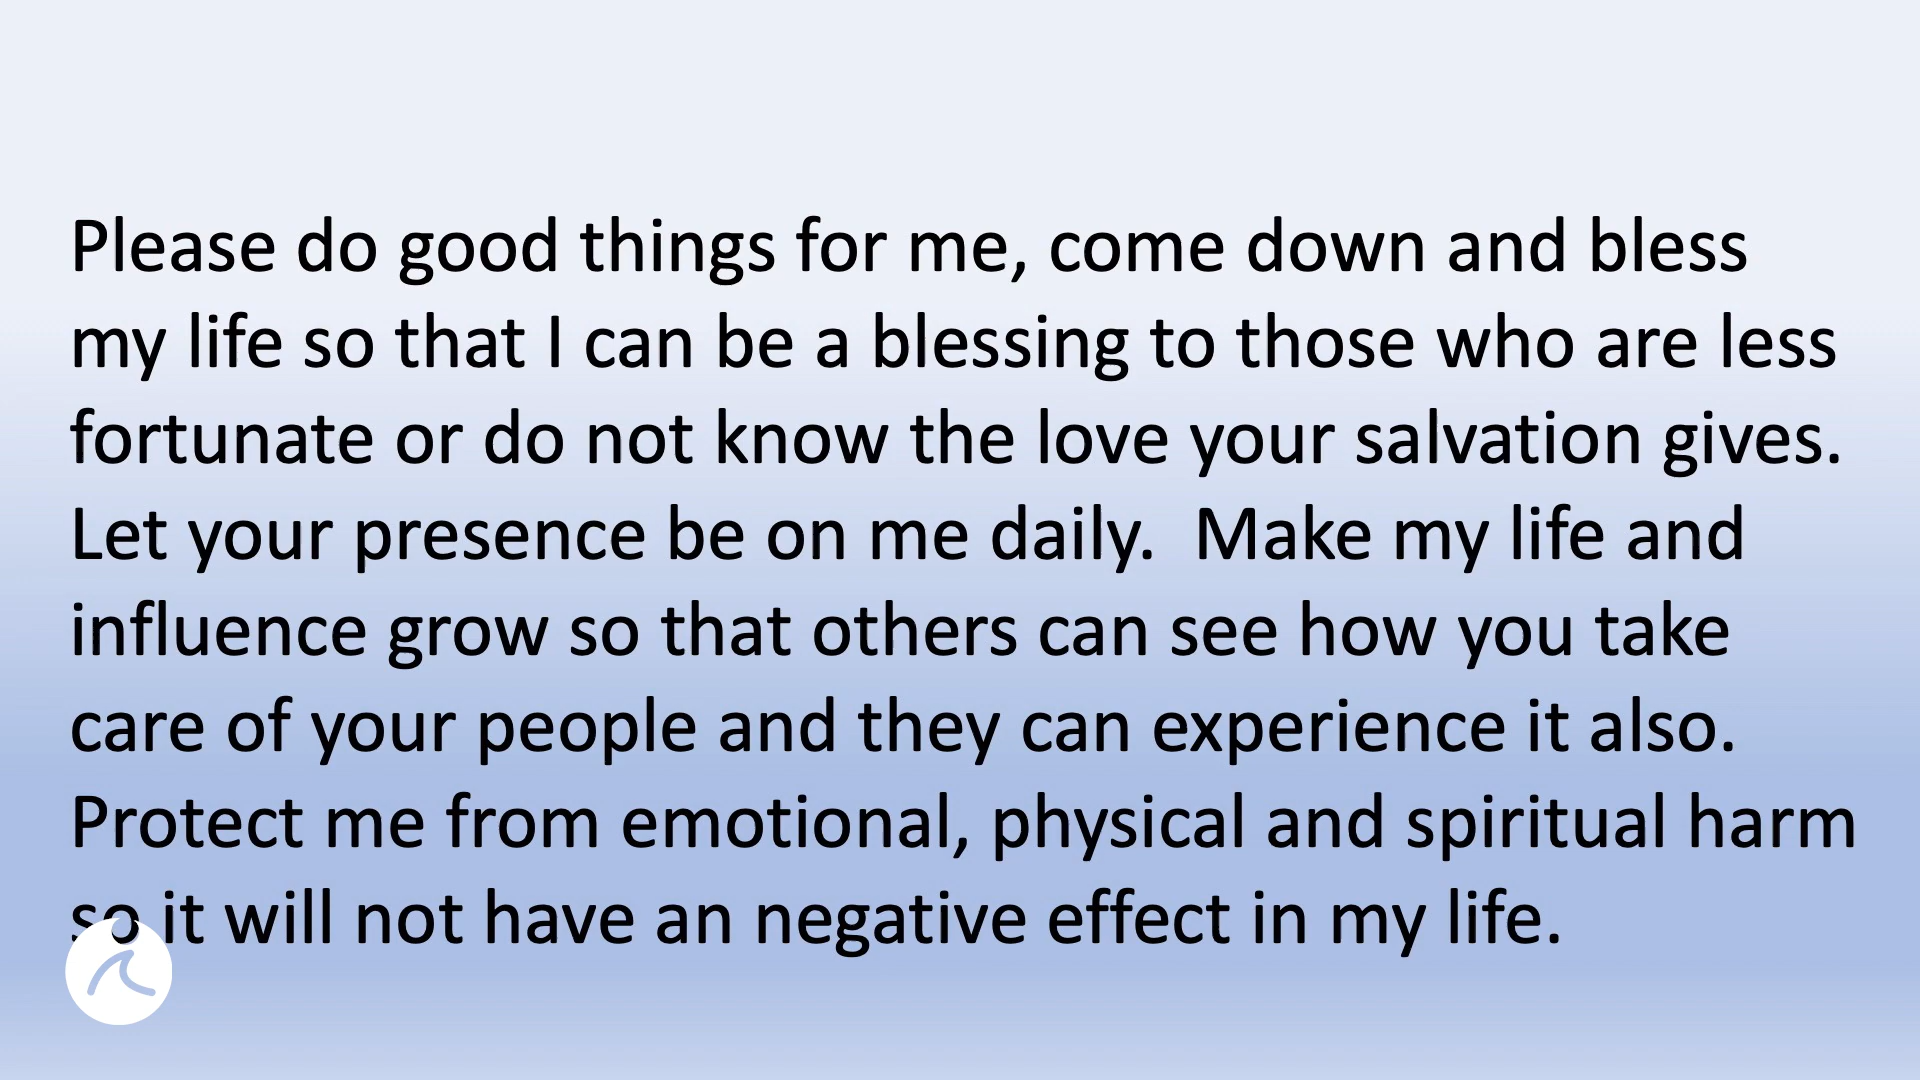 Please do good things for me, come down and bless
my life so that I can be a blessing to those who are less
fortunate or do not know the love your salvation gives.
Let your presence be on me daily.  Make my life and
influence grow so that others can see how you take
care of your people and they can experience it also.
Protect me from emotional, physical and spiritual harm
so it will not have an negative effect in my life.